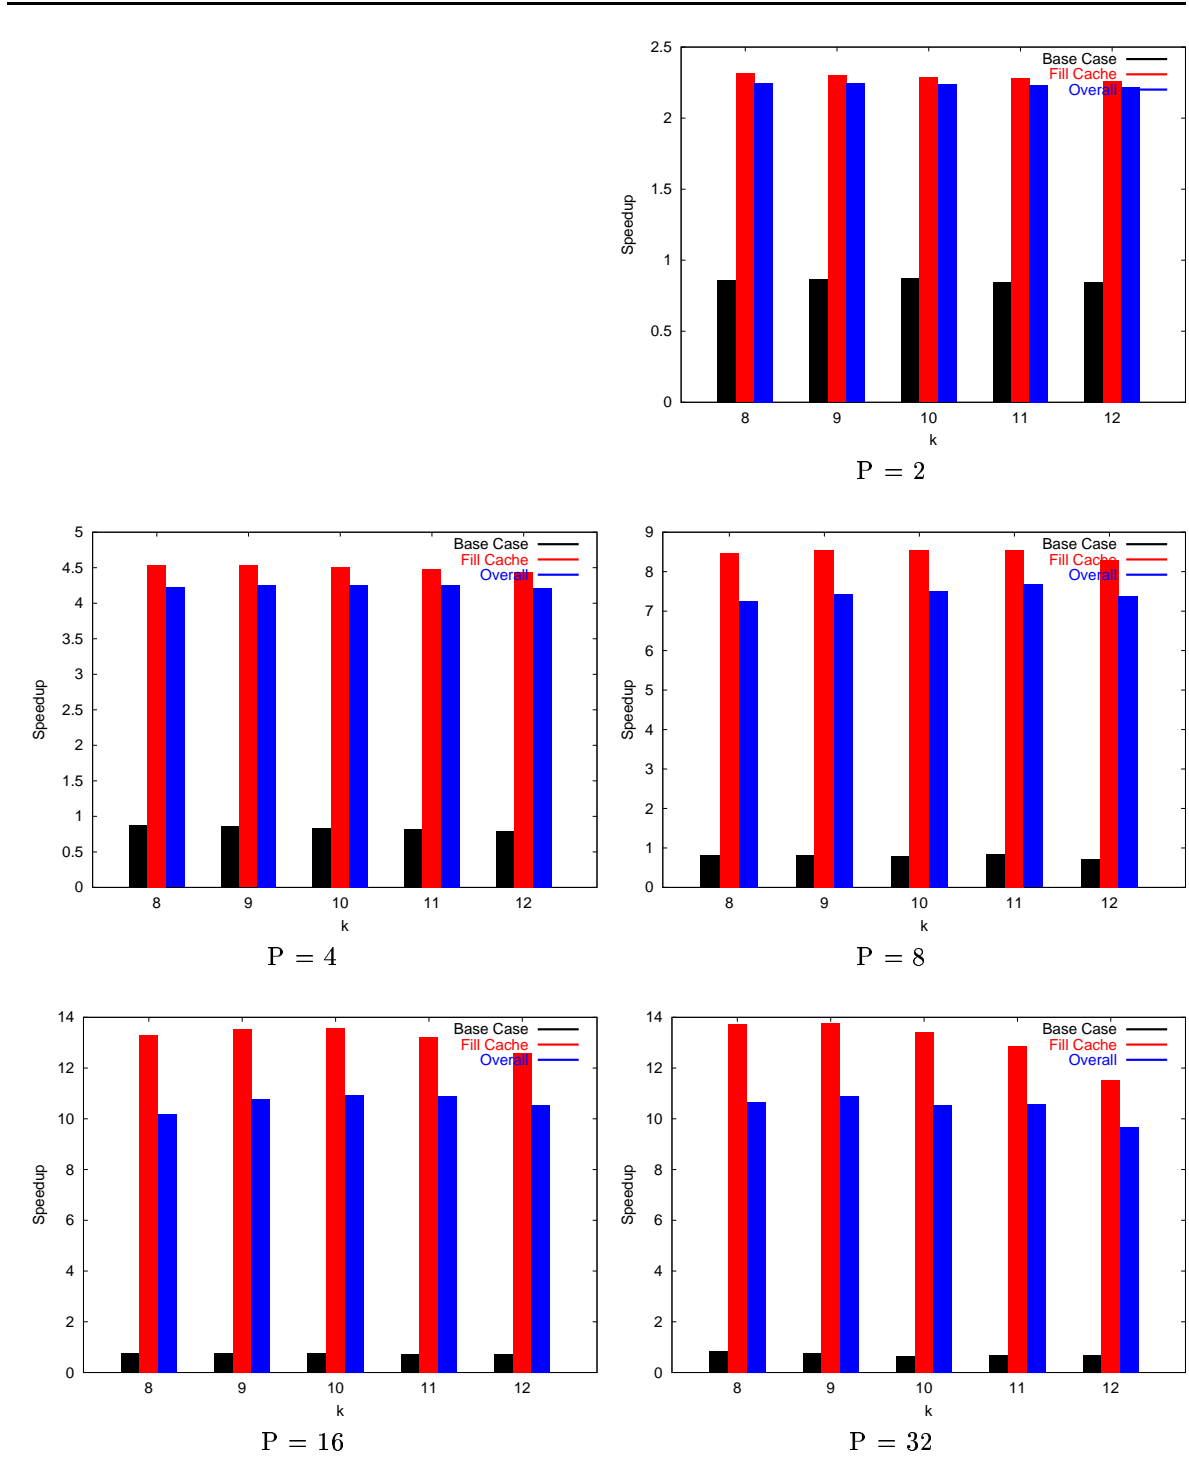 2.5
2
1.5
1
0.5
0
Speedup
Base Case
Fill Cache
Overall
8 9 10 11 12
k
P = 2
5
4.5
4
3.5
3
2.5
2
1.5
1
0.5
0
Speedup
Base Case
Fill Cache
Overall
8 9 10 11 12
k
P = 4
9
8
7
6
5
4
3
2
1
0
Speedup
Base Case
Fill Cache
Overall
8 9 10 11 12
k
P = 8
14
12
10
8
6
4
2
0
Speedup
Base Case
Fill Cache
Overall
8 9 10 11 12
k
P = 16
14
12
10
8
6
4
2
0
Speedup
Base Case
Fill Cache
Overall
8 9 10 11 12
k
P = 32